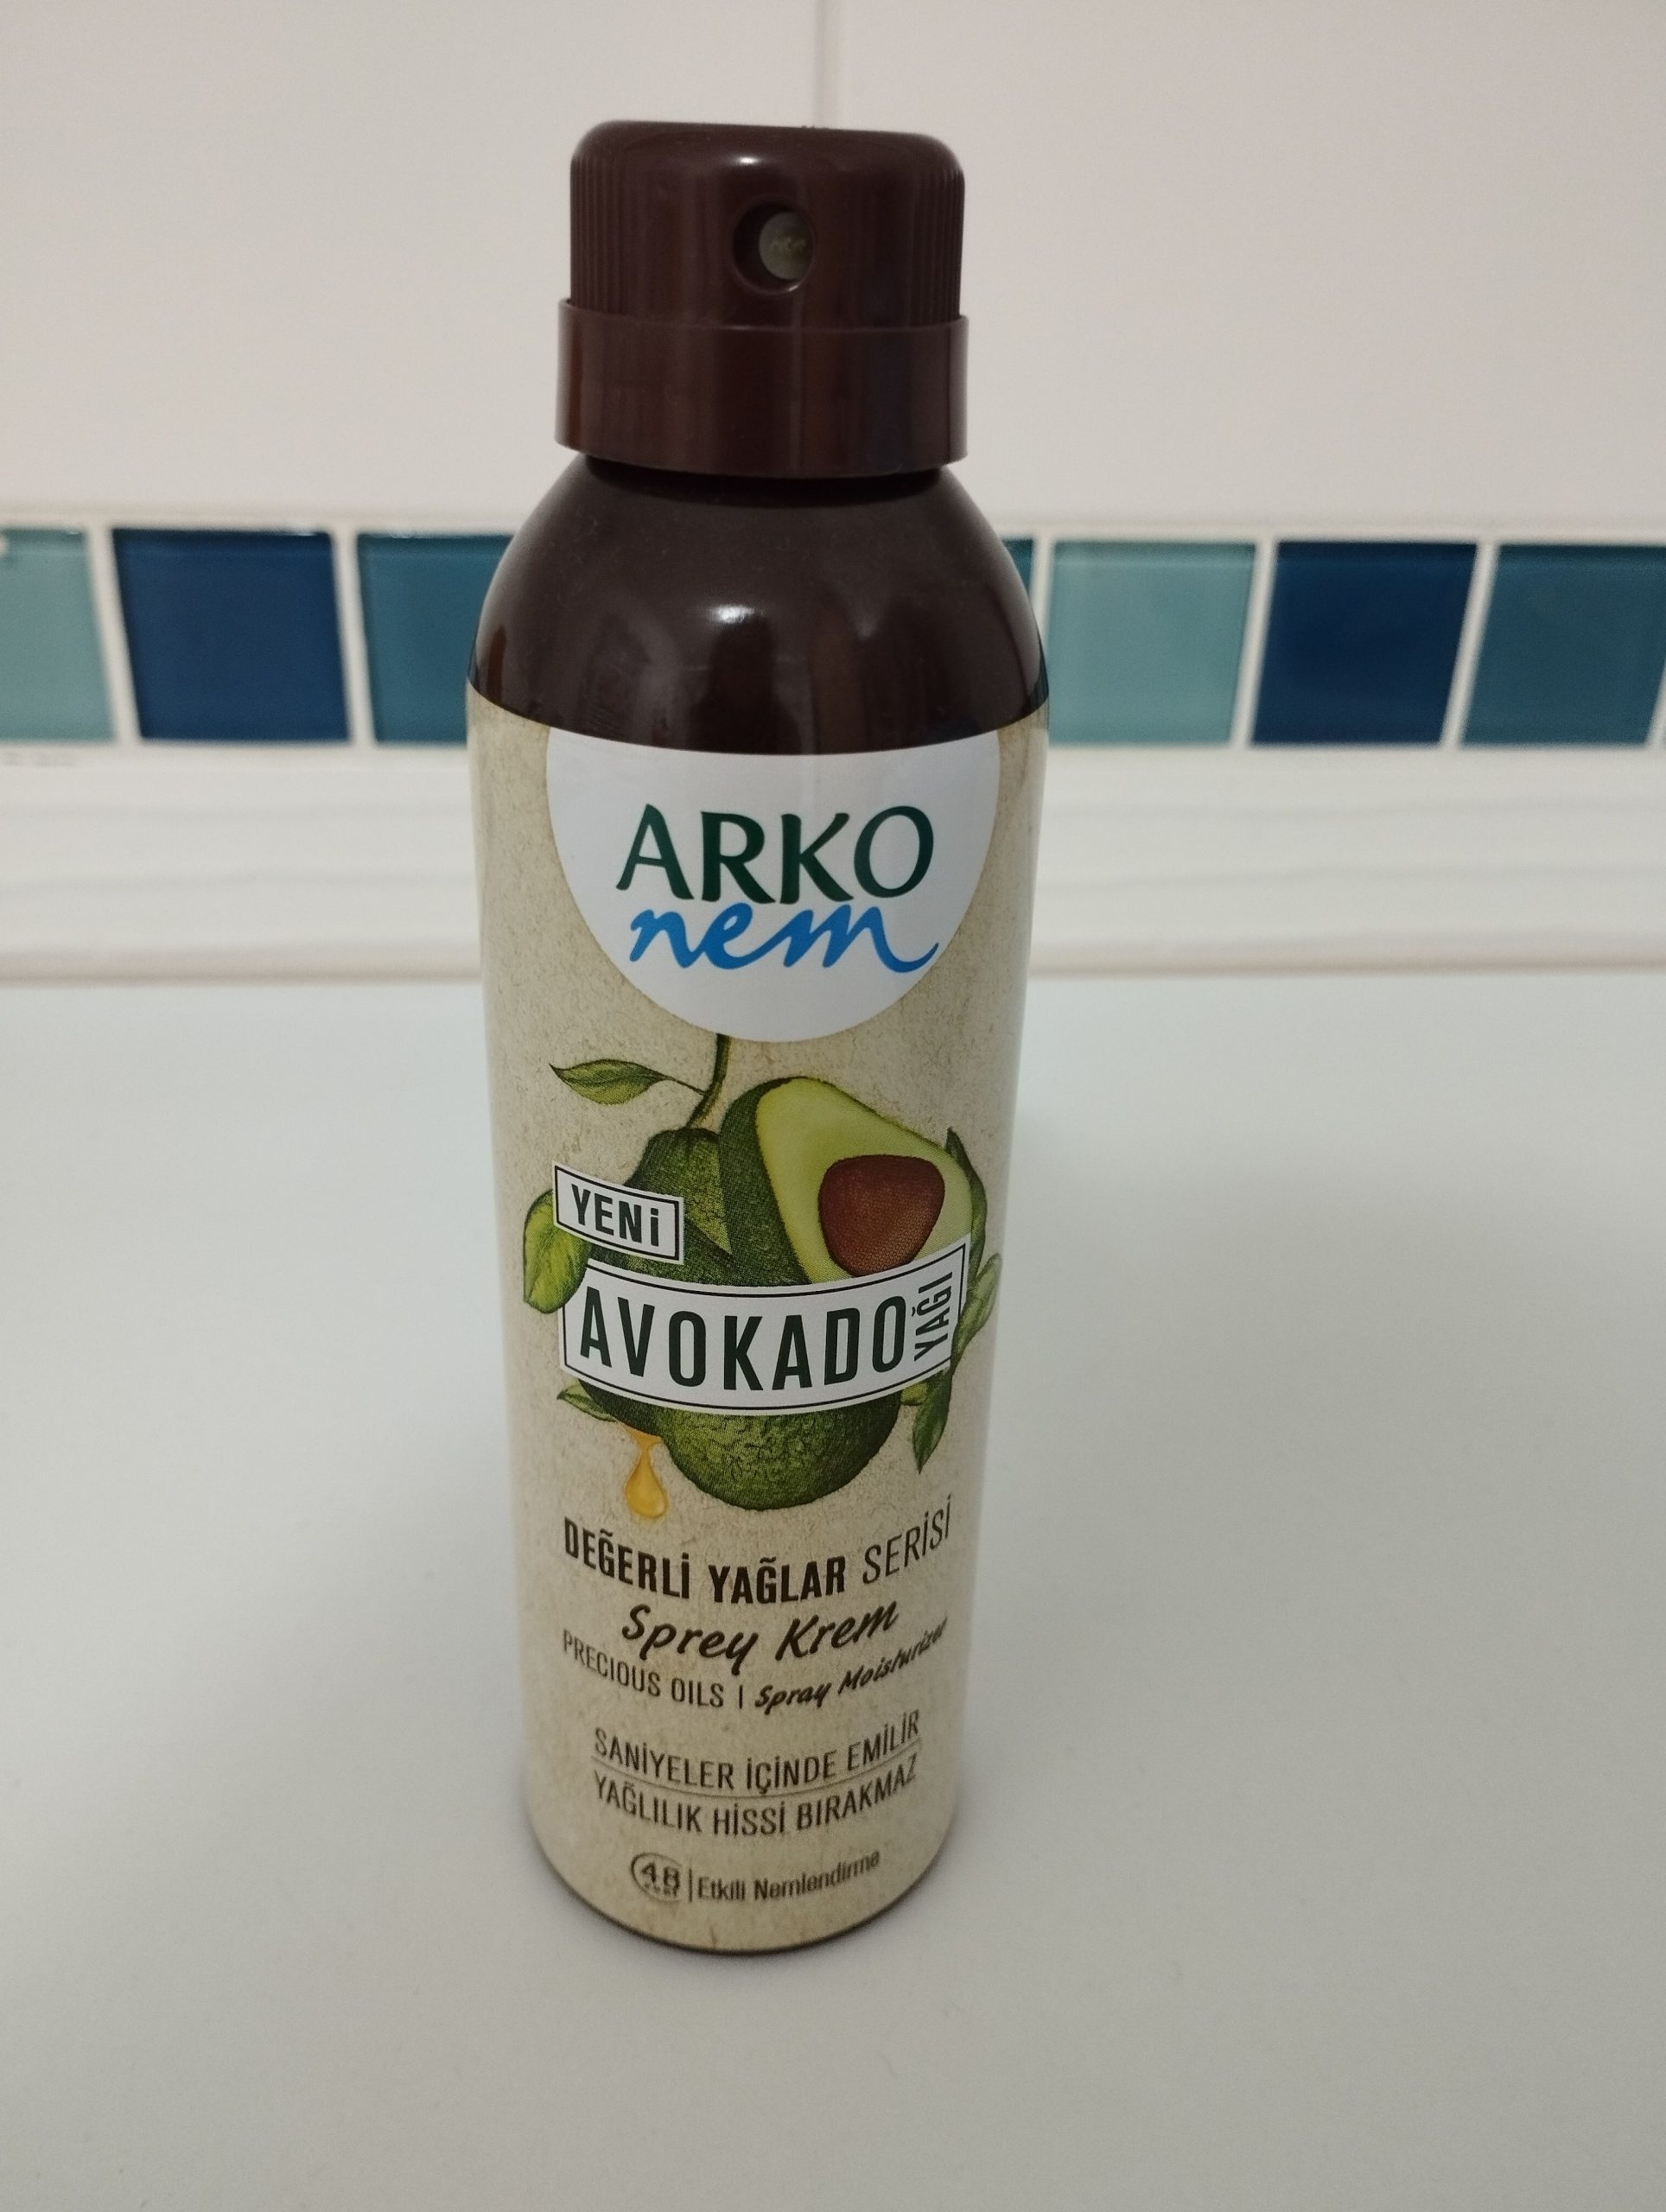 ARKO
nem
YENİ
AVOKADO YAĞI
DEĞERLİ YAĞLAR SERİSİ
Sprey Krem
PRECIOUS OILS | Spray Moisturizer
SANİYELER İÇİNDE EMİLİR
YAĞLILIK HİSSİ BIRAKMAZ
48 | Etkili Nemlendirme